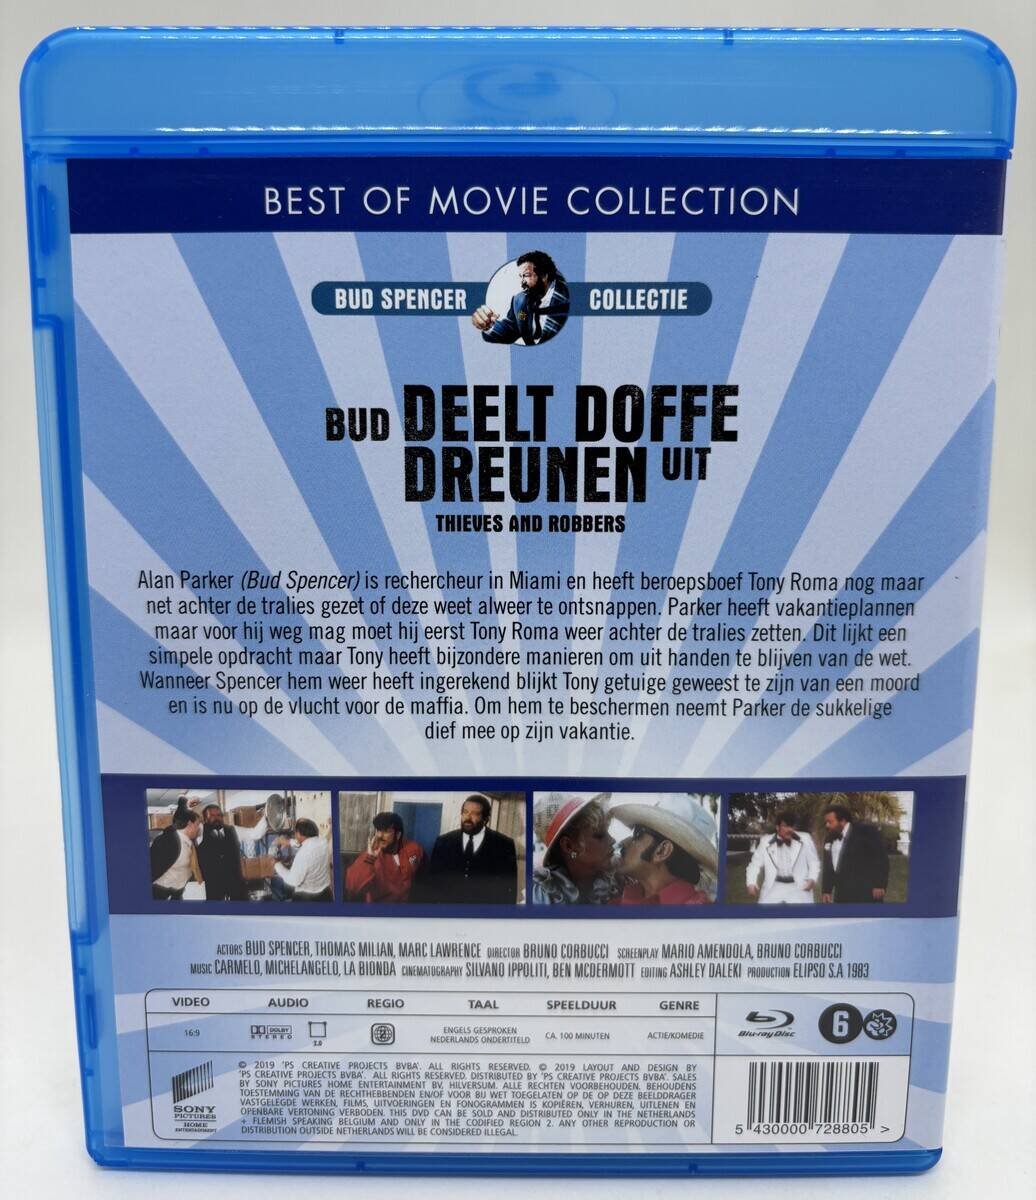 BEST OF MOVIE COLLECTION
BUD SPENCER COLLECTIE
BUD DEELT DOFFE
DREUNEN UIT
THIEVES AND ROBBERS
Alan Parker (Bud Spencer) is rechercheur in Miami en heeft beroepsboef Tony Roma nog maar
net achter de tralies gezet of deze weet alweer te ontsnappen. Parker heeft vakantieplannen
maar voor hij weg mag moet hij eerst Tony Roma weer achter de tralies zetten. Dit lijkt een
simpele opdracht maar Tony heeft bijzondere manieren om uit handen te blijven van de wet.
Wanneer Spencer hem weer heeft ingerekend blijkt Tony getuige geweest te zijn van een moord
en is nu op de vlucht voor de maffia. Om hem te beschermen neemt Parker de sukkelige
dief mee op zijn vakantie.
ACTORS BUD SPENCER, THOMAS MILIAN, MARC LAWRENCE DIRECTOR BRUNO CORBUCCI SCREENPLAY MARIO AMENDOLA, BRUNO CORBUCCI
MUSIC CARMELO, MICHELANGELO, LA BIONDA CINEMATOGRAPHY SILVANO IPPOLITI, BEN MCDERMOTT EDITING ASHLEY DALEKI PRODUCTION ELIPSO S.A 1983
VIDEO AUDIO REGIO TAAL SPEELDUUR GENRE
16:9 DOLBY STEREO 2.0 2 ENGELS GESPROKEN NEDERLANDS ONDERTITELD CA. 100 MINUTEN ACTIE/KOMEDIE
Blu-ray Disc
6
SONY
PICTURES
HOME
ENTERTAINMENT
© 2019 'PS CREATIVE PROJECTS BVBA'. ALL RIGHTS RESERVED. © 2019 LAYOUT AND DESIGN BY
'PS CREATIVE PROJECTS BVBA'. ALL RIGHTS RESERVED. DISTRIBUTED BY 'PS CREATIVE PROJECTS BVBA'. SALES
BY SONY PICTURES HOME ENTERTAINMENT BV, HILVERSUM. ALLE RECHTEN VOORBEHOUDEN. BEHOUDENS
TOESTEMMING VAN DE RECHTHEBBENDEN EN/OF VOOR BIJ WET TOEGELATEN OP DE OP DEZE BEELDDRAGER
VASTGELEGDE WERKEN, FILMS, UITVOERINGEN EN FONOGRAMMEN IS KOPIËREN, VERHUREN, UITLENEN EN
OPENBARE VERTONING VERBODEN. THIS DVD CAN BE SOLD AND DISTRIBUTED ONLY IN THE NETHERLANDS
+ FLEMISH SPEAKING BELGIUM AND ONLY IN THE CODIFIED REGION 2. ANY OTHER REPRODUCTION OR
DISTRIBUTION OUTSIDE NETHERLANDS WILL BE CONSIDERED ILLEGAL.
5 430000 728805 >